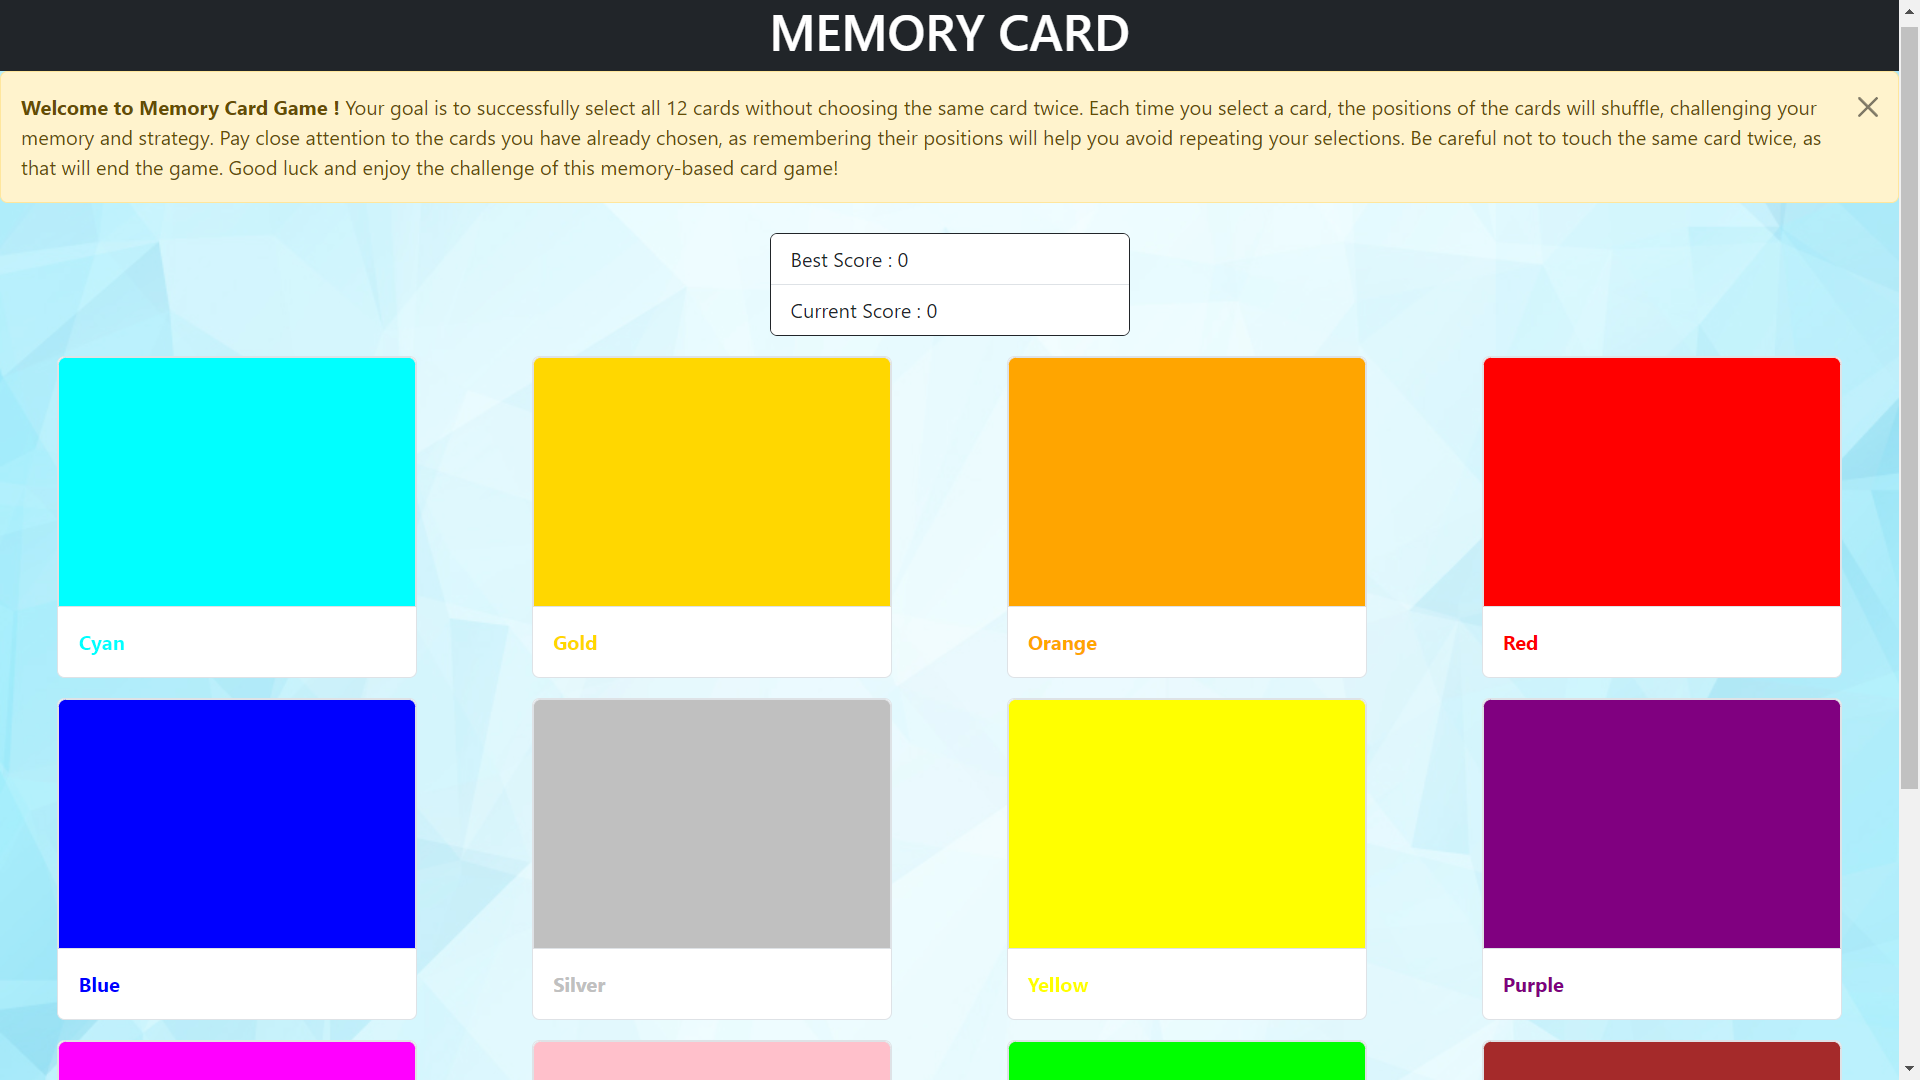 MEMORY CARD
Welcome to Memory Card Game ! Your goal is to successfully select all 12 cards without choosing the same card twice. Each time you select a card, the positions of the cards will shuffle, challenging your
memory and strategy. Pay close attention to the cards you have already chosen, as remembering their positions will help you avoid repeating your selections. Be careful not to touch the same card twice, as
that will end the game. Good luck and enjoy the challenge of this memory-based card game!
Best Score : 0
Current Score : 0
Cyan
Gold
Orange
Red
Blue
Silver
Yellow
Purple